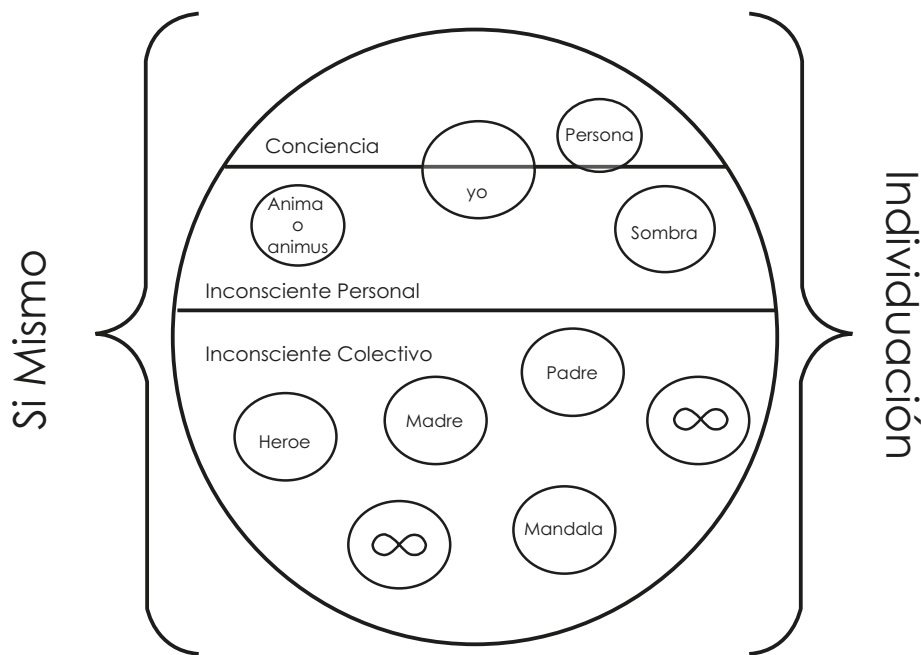 Conciencia
Persona
yo
Anima
o
animus
Sombra
Inconsciente Personal
Inconsciente Colectivo
Padre
Madre
Heroe
∞
∞
Mandala
Si Mismo
Individuación